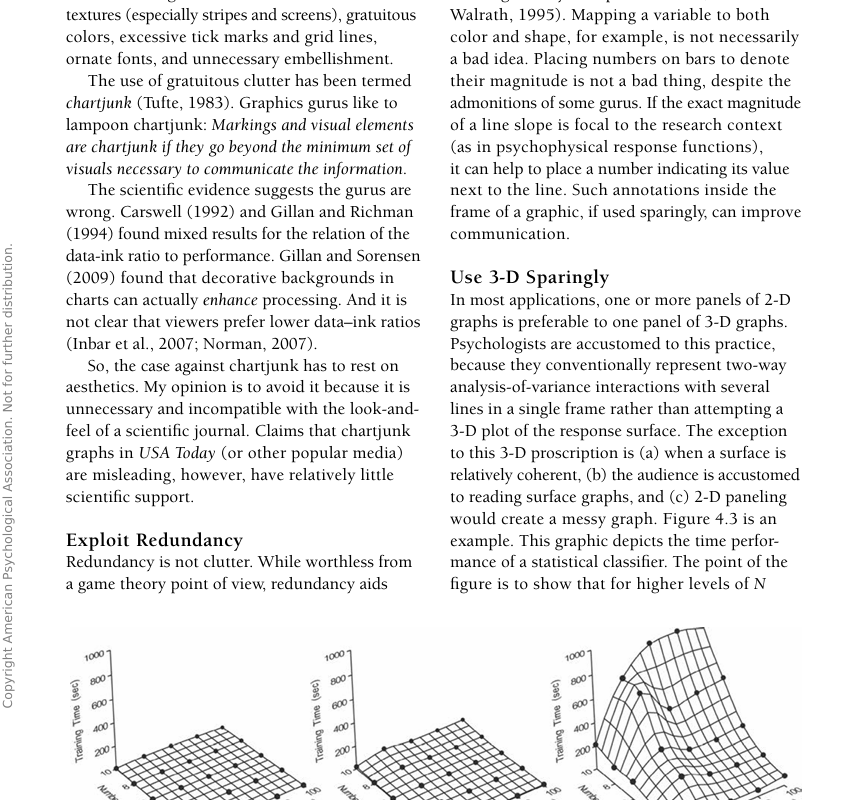 textures (especially stripes and screens), gratuitous
colors, excessive tick marks and grid lines,
ornate fonts, and unnecessary embellishment.
The use of gratuitous clutter has been termed
chartjunk (Tufte, 1983). Graphics gurus like to
lampoon chartjunk: Markings and visual elements
are chartjunk if they go beyond the minimum set of
visuals necessary to communicate the information.
The scientific evidence suggests the gurus are
wrong. Carswell (1992) and Gillan and Richman
(1994) found mixed results for the relation of the
data-ink ratio to performance. Gillan and Sorensen
(2009) found that decorative backgrounds in
charts can actually enhance processing. And it is
not clear that viewers prefer lower data–ink ratios
(Inbar et al., 2007; Norman, 2007).
So, the case against chartjunk has to rest on
aesthetics. My opinion is to avoid it because it is
unnecessary and incompatible with the look-and-
feel of a scientific journal. Claims that chartjunk
graphs in USA Today (or other popular media)
are misleading, however, have relatively little
scientific support.
Exploit Redundancy
Redundancy is not clutter. While worthless from
a game theory point of view, redundancy aids
Walrath, 1995). Mapping a variable to both
color and shape, for example, is not necessarily
a bad idea. Placing numbers on bars to denote
their magnitude is not a bad thing, despite the
admonitions of some gurus. If the exact magnitude
of a line slope is focal to the research context
(as in psychophysical response functions),
it can help to place a number indicating its value
next to the line. Such annotations inside the
frame of a graphic, if used sparingly, can improve
communication.
Use 3-D Sparingly
In most applications, one or more panels of 2-D
graphs is preferable to one panel of 3-D graphs.
Psychologists are accustomed to this practice,
because they conventionally represent two-way
analysis-of-variance interactions with several
lines in a single frame rather than attempting a
3-D plot of the response surface. The exception
to this 3-D proscription is (a) when a surface is
relatively coherent, (b) the audience is accustomed
to reading surface graphs, and (c) 2-D paneling
would create a messy graph. Figure 4.3 is an
example. This graphic depicts the time perfor-
mance of a statistical classifier. The point of the
figure is to show that for higher levels of N
Copyright American Psychological Association. Not for further distribution.
Training Time (sec)
1000
800
600
400
200
10
8
100
Training Time (sec)
1000
800
600
400
200
10
8
100
Training Time (sec)
1000
800
600
400
200
10
8
100